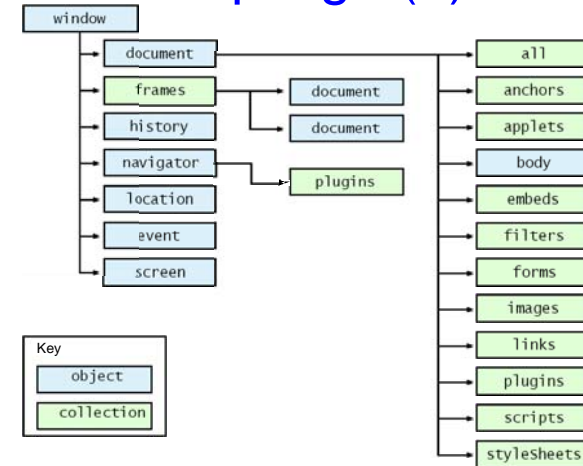 window
document
frames
history
navigator
location
event
screen
document
document
plugins
all
anchors
applets
body
embeds
filters
forms
images
links
plugins
scripts
styleSheets
Key
object
collection